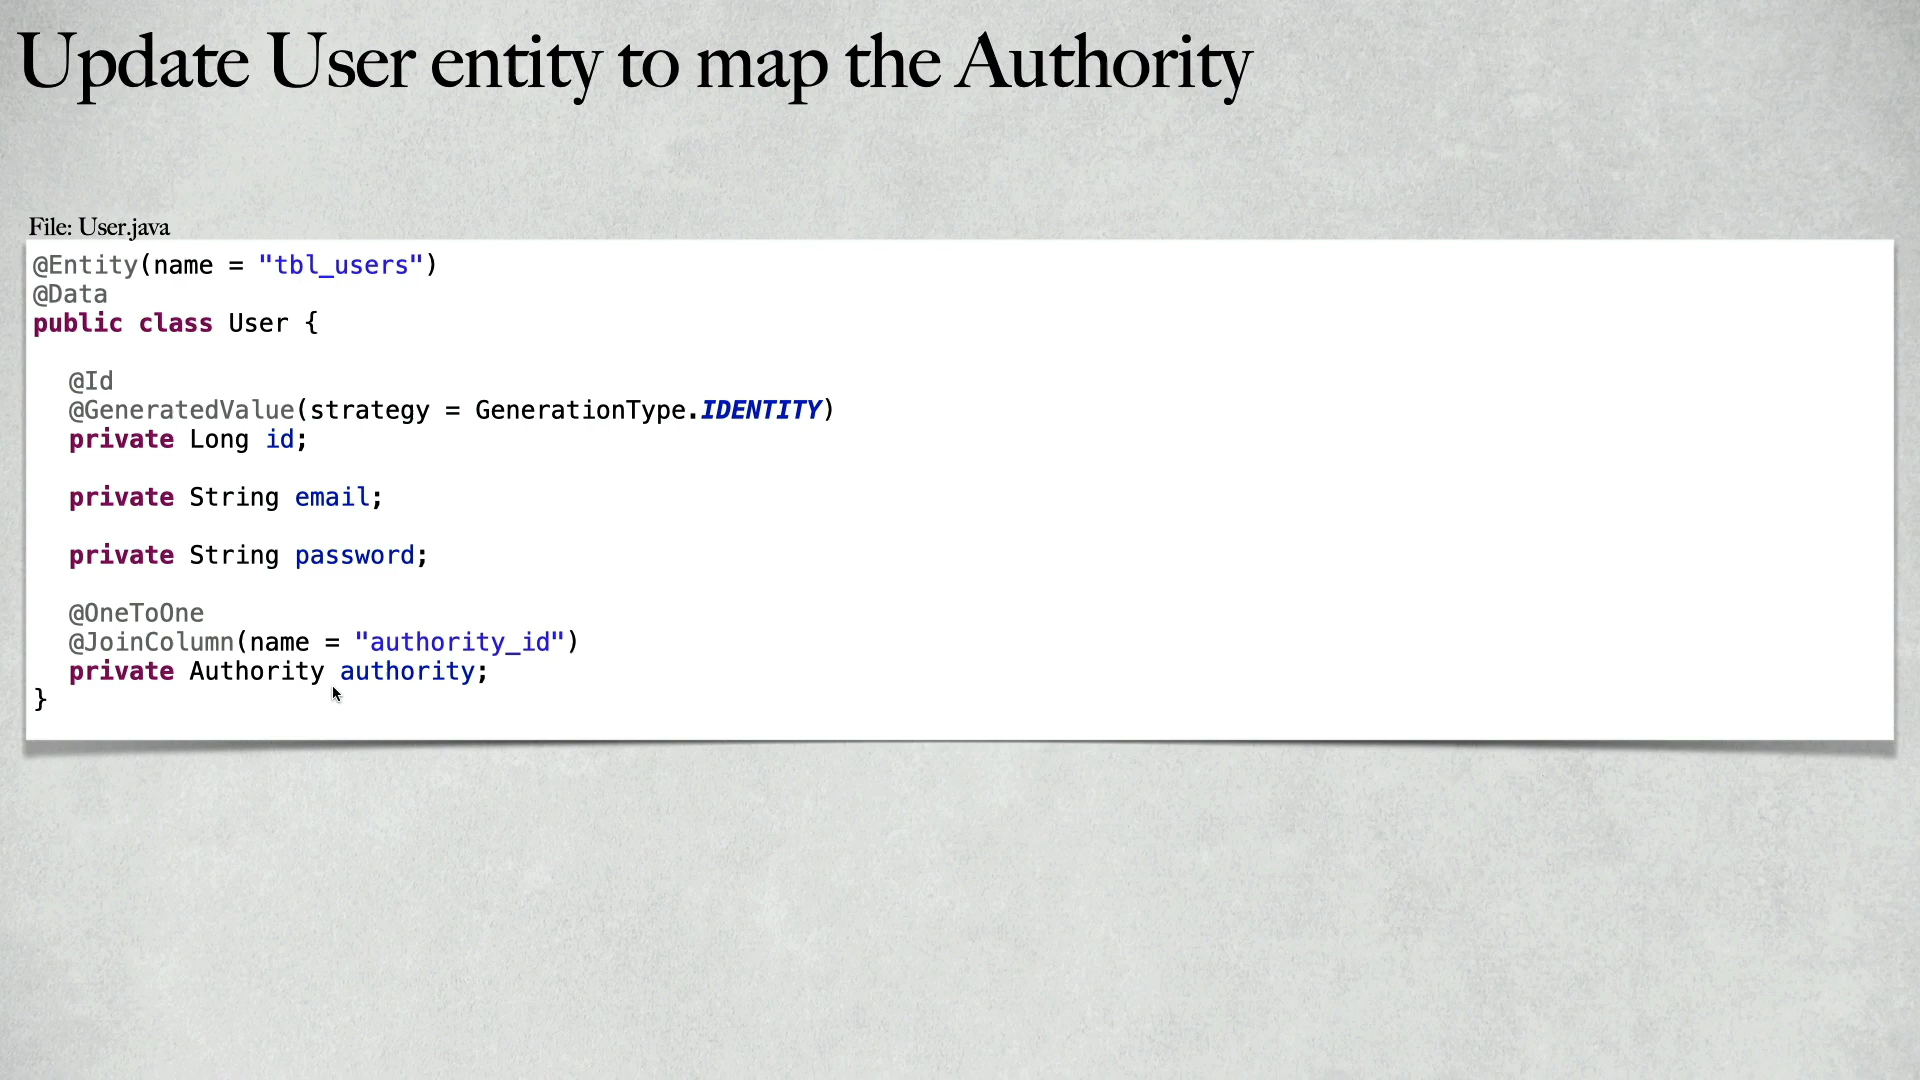 Update User entity to map the Authority
File: User.java
@Entity(name = "tbl_users")
@Data
public class User {
@Id
@GeneratedValue(strategy = GenerationType.IDENTITY)
private Long id;
private String email;
private String password;
@OneToOne
@JoinColumn(name = "authority_id")
private Authority authority;
}